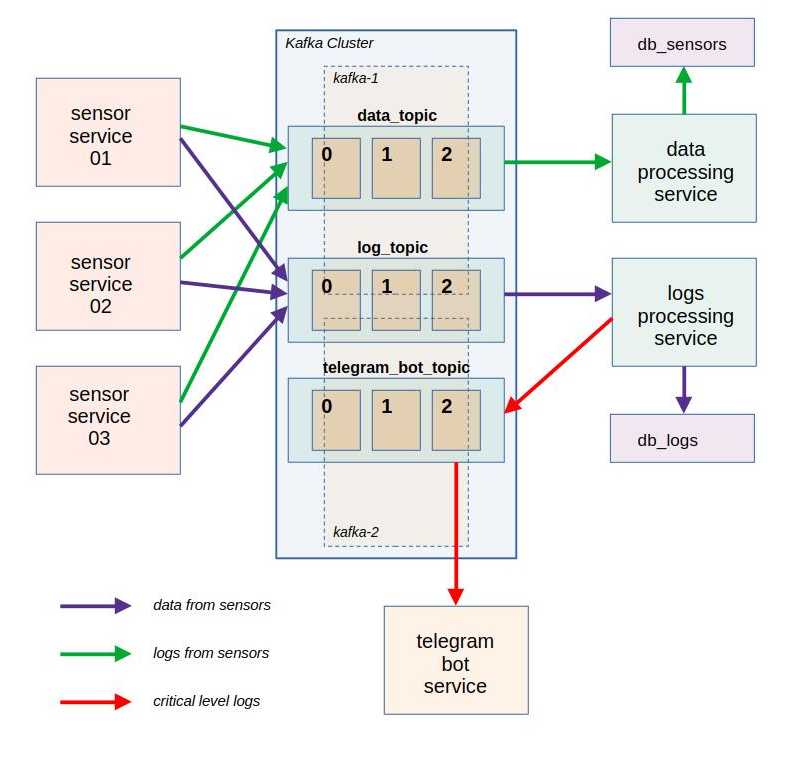 Kafka Cluster
kafka-1
data_topic
0 1 2
log_topic
0 1 2
telegram_bot_topic
0 1 2
kafka-2
sensor
service
01
sensor
service
02
sensor
service
03
db_sensors
data
processing
service
logs
processing
service
db_logs
telegram
bot
service
data from sensors
logs from sensors
critical level logs